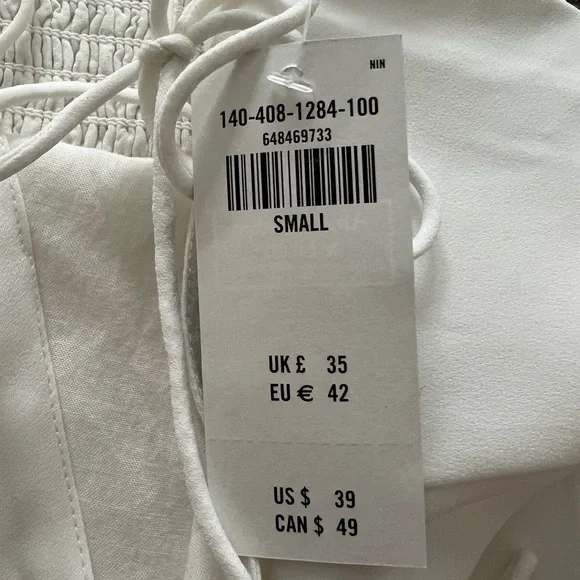 NIN
140-408-1284-100
648469733
SMALL
UK £ 35
EU € 42
US $ 39
CAN $ 49